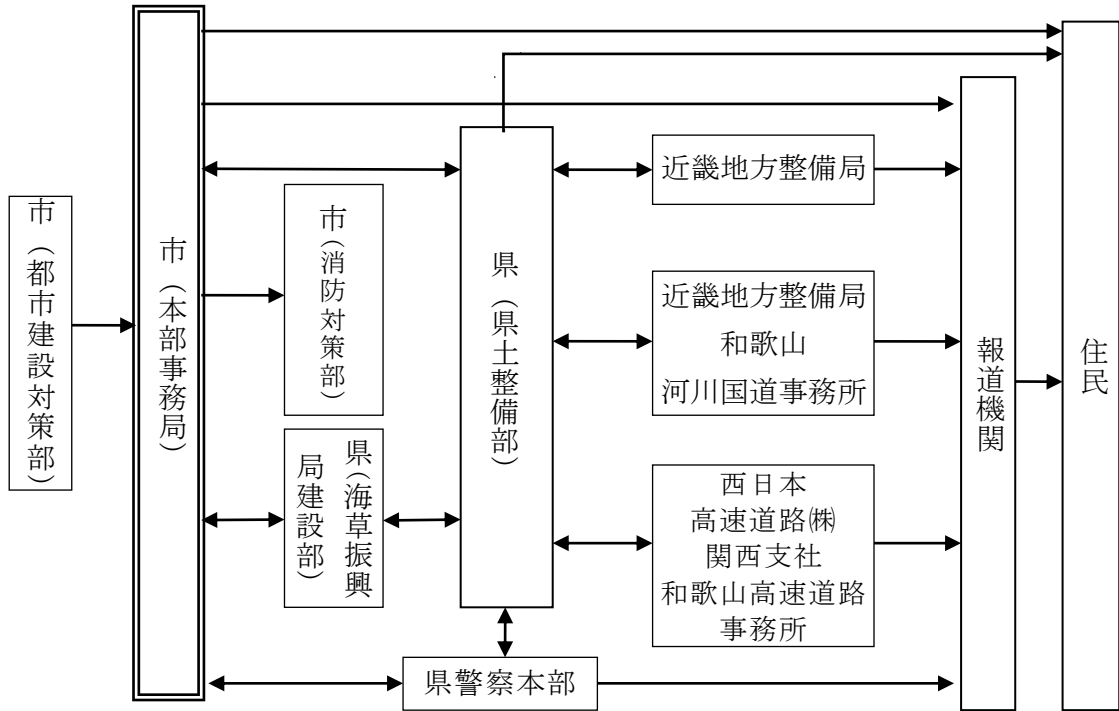 市（都市建設対策部）
市（本部事務局）
市（消防対策部）
県（海草振興
局建設部）
県（県土整備部）
県警察本部
近畿地方整備局
近畿地方整備局
和歌山
河川国道事務所
西日本
高速道路㈱
関西支社
和歌山高速道路
事務所
報道機関
住民